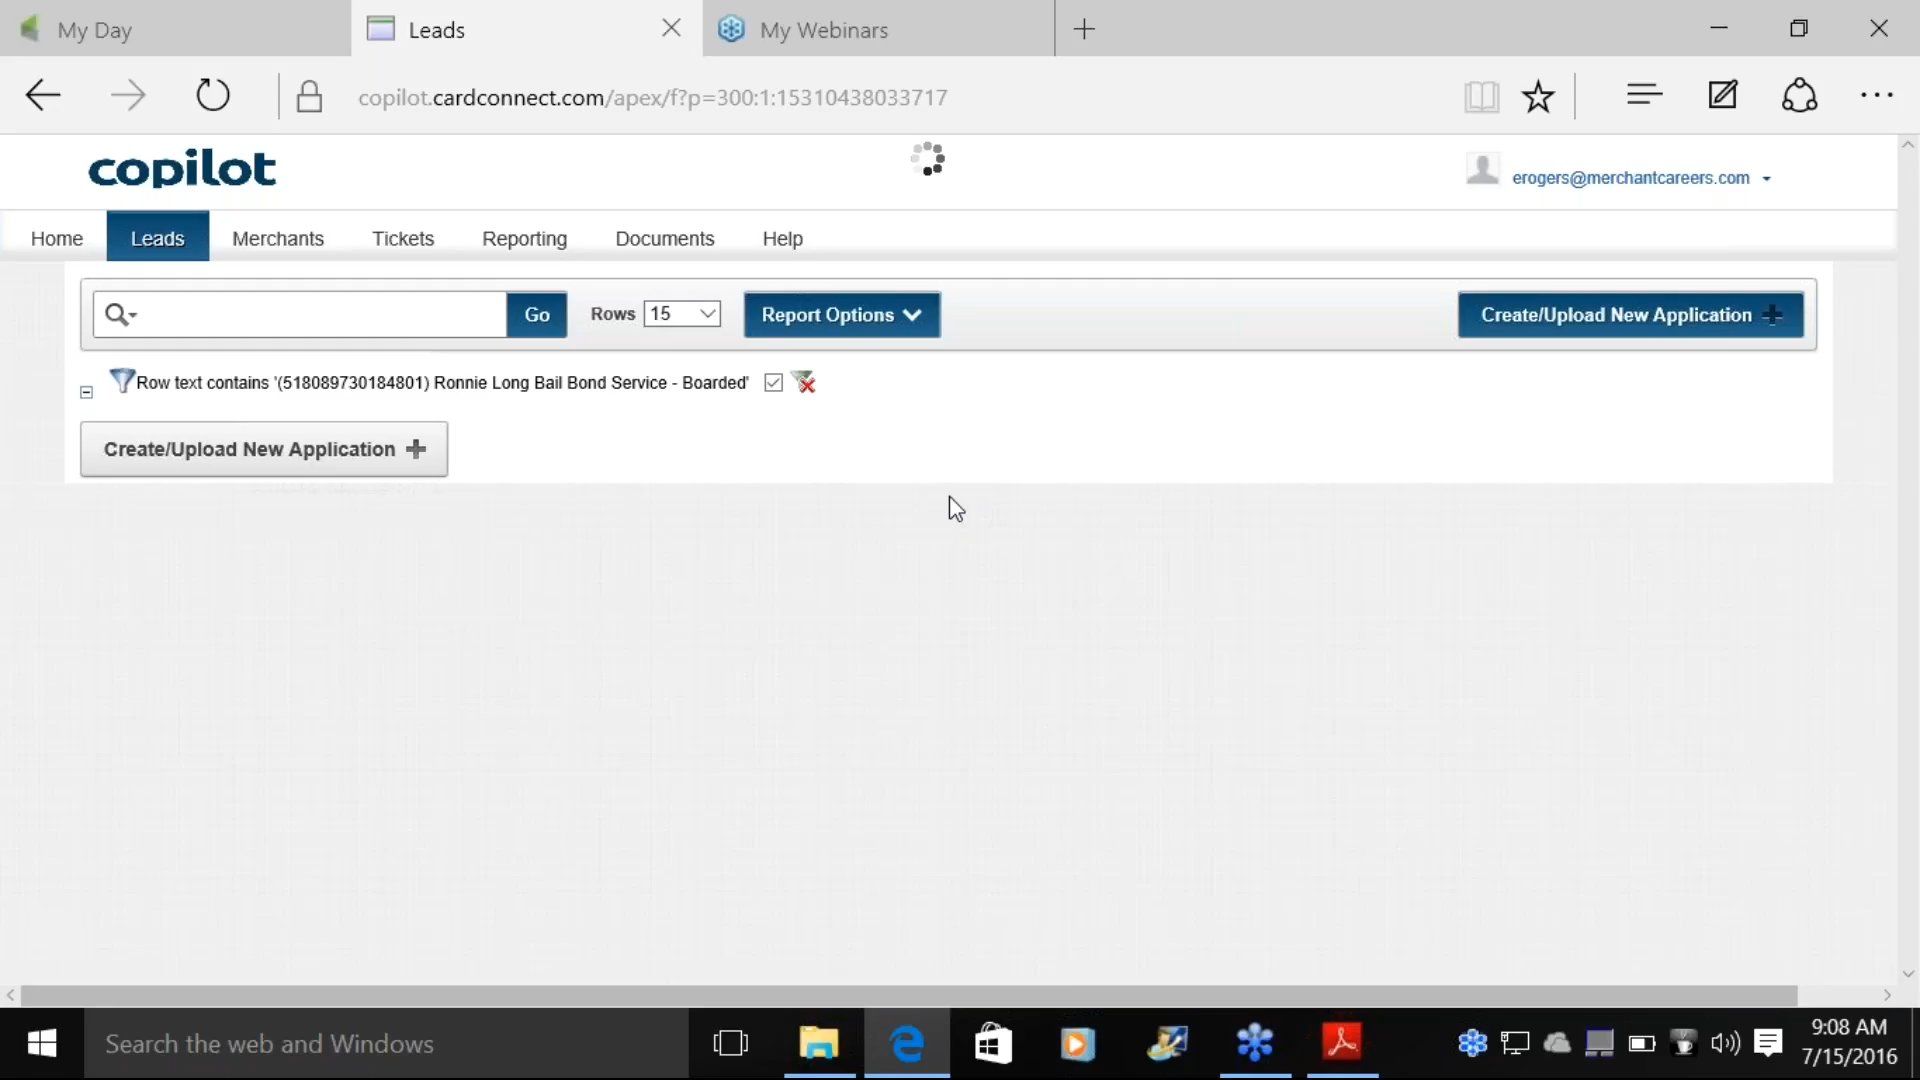 My Day
Leads
My Webinars
copilot.cardconnect.com/apex/f?p=300:1:15310438033717
copilot
erogers@merchantcareers.com
Home
Leads
Merchants
Tickets
Reporting
Documents
Help
Go
Rows
15
Report Options
Create/Upload New Application
Row text contains '(518089730184801) Ronnie Long Bail Bond Service - Boarded'
Create/Upload New Application
Search the web and Windows
9:08 AM
7/15/2016